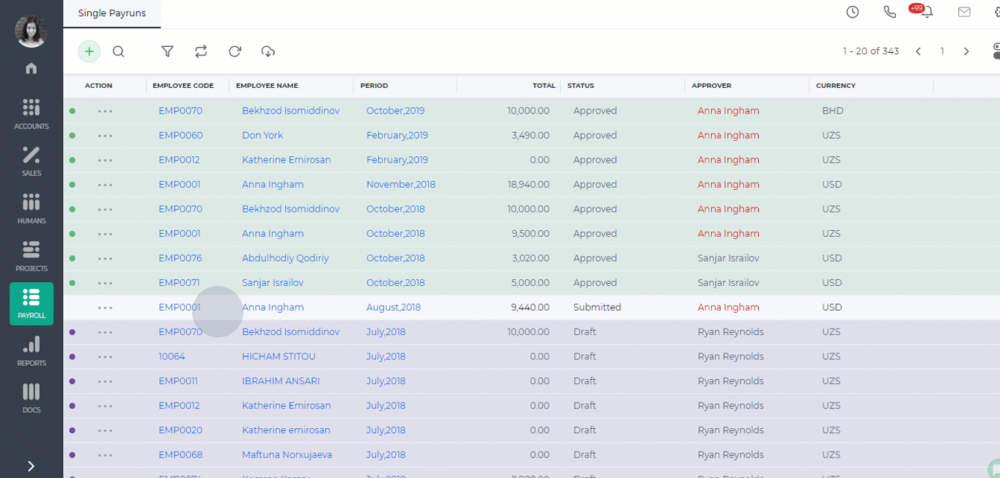 Single Payruns
+99
1 - 20 of 343 1
ACCOUNTS
SALES
HUMANS
PROJECTS
PAYROLL
REPORTS
DOCS
ACTION EMPLOYEE CODE EMPLOYEE NAME PERIOD TOTAL STATUS APPROVER CURRENCY
EMP0070 Bekhzod Isomiddinov October,2019 10,000.00 Approved Anna Ingham BHD
EMP0060 Don York February,2019 3,490.00 Approved Anna Ingham UZS
EMP0012 Katherine Emirosan February,2019 0.00 Approved Anna Ingham UZS
EMP0001 Anna Ingham November,2018 18,940.00 Approved Anna Ingham USD
EMP0070 Bekhzod Isomiddinov October,2018 10,000.00 Approved Anna Ingham UZS
EMP0001 Anna Ingham October,2018 9,500.00 Approved Anna Ingham UZS
EMP0076 Abdulhodiy Qodiriy October,2018 3,020.00 Approved Sanjar Israilov USD
EMP0071 Sanjar Israilov October,2018 5,000.00 Approved Sanjar Israilov USD
EMP0001 Anna Ingham August,2018 9,440.00 Submitted Anna Ingham USD
EMP0070 Bekhzod Isomiddinov July,2018 10,000.00 Draft Ryan Reynolds UZS
10064 HICHAM STITOU July,2018 0.00 Draft Ryan Reynolds UZS
EMP0011 IBRAHIM ANSARI July,2018 0.00 Draft Ryan Reynolds UZS
EMP0012 Katherine Emirosan July,2018 0.00 Draft Ryan Reynolds UZS
EMP0020 Katherine emirosan July,2018 0.00 Draft Ryan Reynolds UZS
EMP0068 Maftuna Norxujaeva July,2018 0.00 Draft Ryan Reynolds UZS
July,2018 Draft Ryan Reynolds UZS